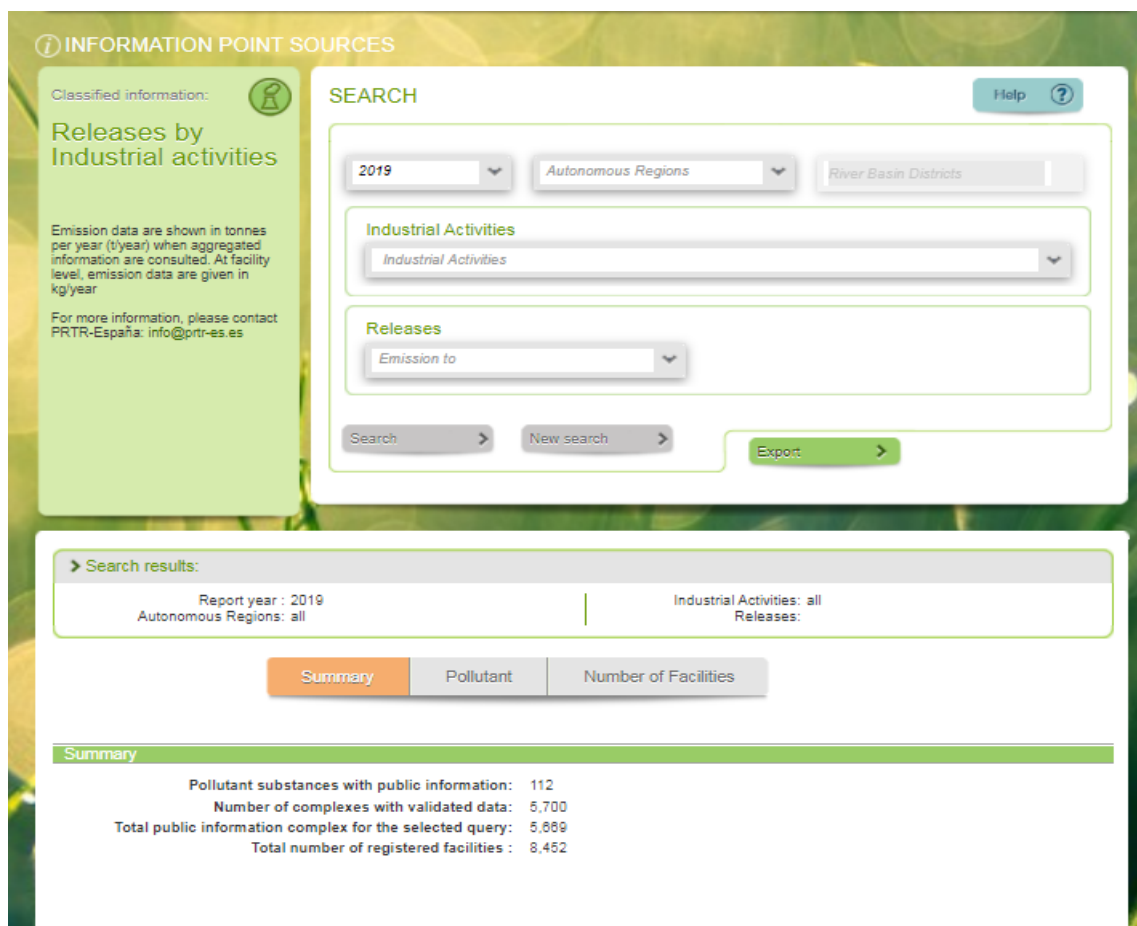 INFORMATION POINT SOURCES
Classified information:
Releases by
Industrial activities
Emission data are shown in tonnes
per year (t/year) when aggregated
information are consulted. At facility
level, emission data are given in
kg/year
For more information, please contact
PRTR-España: info@prtr-es.es
SEARCH
Help ?
2019
Autonomous Regions
River Basin Districts
Industrial Activities
Industrial Activities
Releases
Emission to
Search
New search
Export
Search results:
Report year : 2019
Autonomous Regions: all
Industrial Activities: all
Releases:
Summary
Pollutant
Number of Facilities
Summary
Pollutant substances with public information: 112
Number of complexes with validated data: 5,700
Total public information complex for the selected query: 5,669
Total number of registered facilities : 8,452